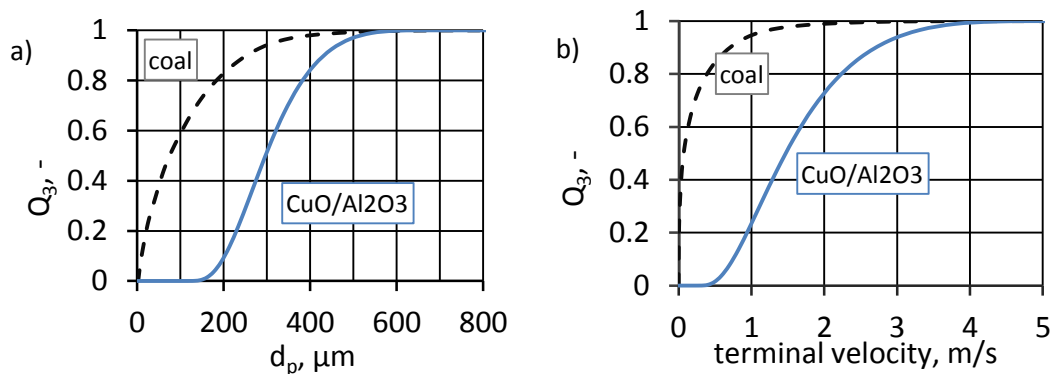 a)
Q3, -
1
0.8
0.6
0.4
0.2
0
coal
CuO/Al2O3
0 200 400 600 800
dp, µm
b)
Q3, -
1
0.8
0.6
0.4
0.2
0
coal
CuO/Al2O3
0 1 2 3 4 5
terminal velocity, m/s